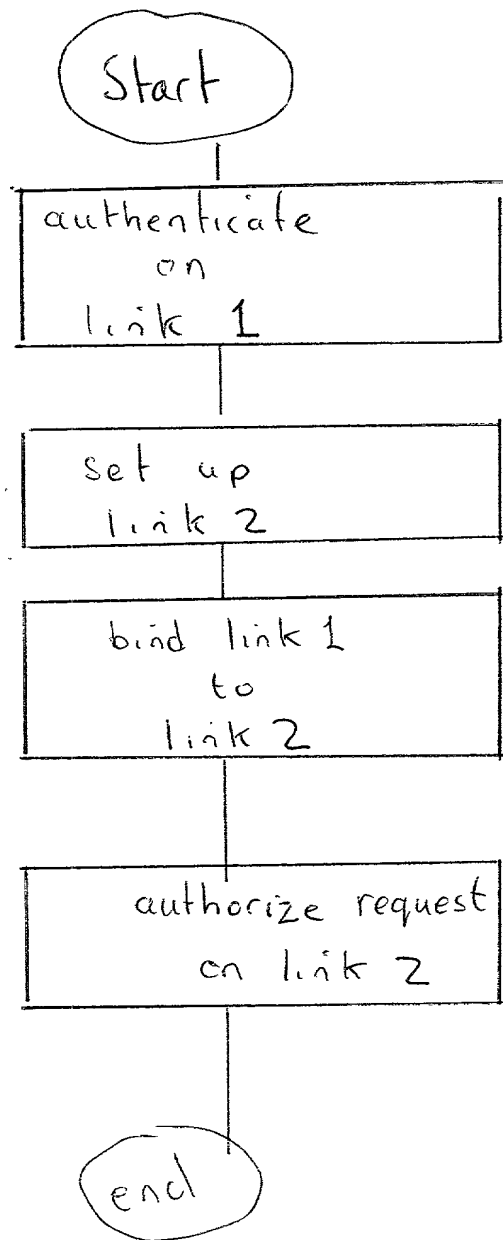 Start
authenticate
on
link 1
set up
link 2
bind link 1
to
link 2
authorize request
on link 2
end